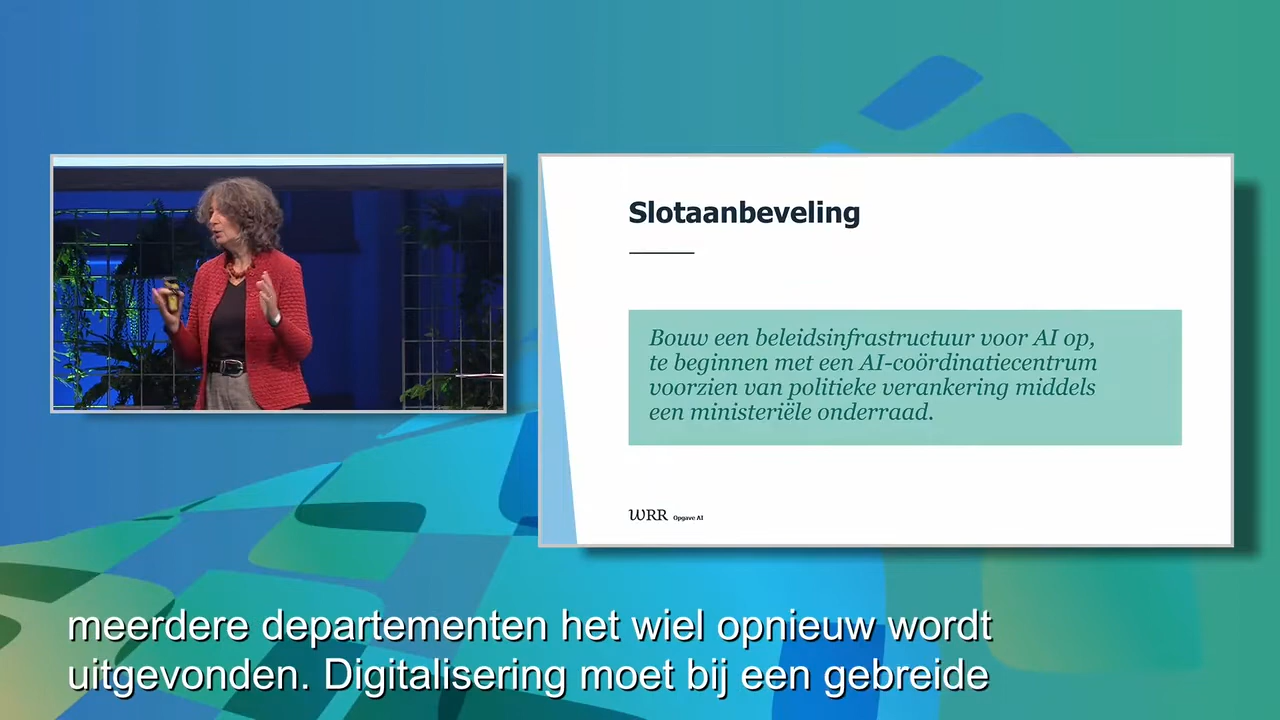 Slotaanbeveling
Bouw een beleidsinfrastructuur voor AI op,
te beginnen met een AI-coördinatiecentrum
voorzien van politieke verankering middels
een ministeriële onderraad.
WRR Opgave AI
meerdere departementen het wiel opnieuw wordt
uitgevonden. Digitalisering moet bij een gebreide